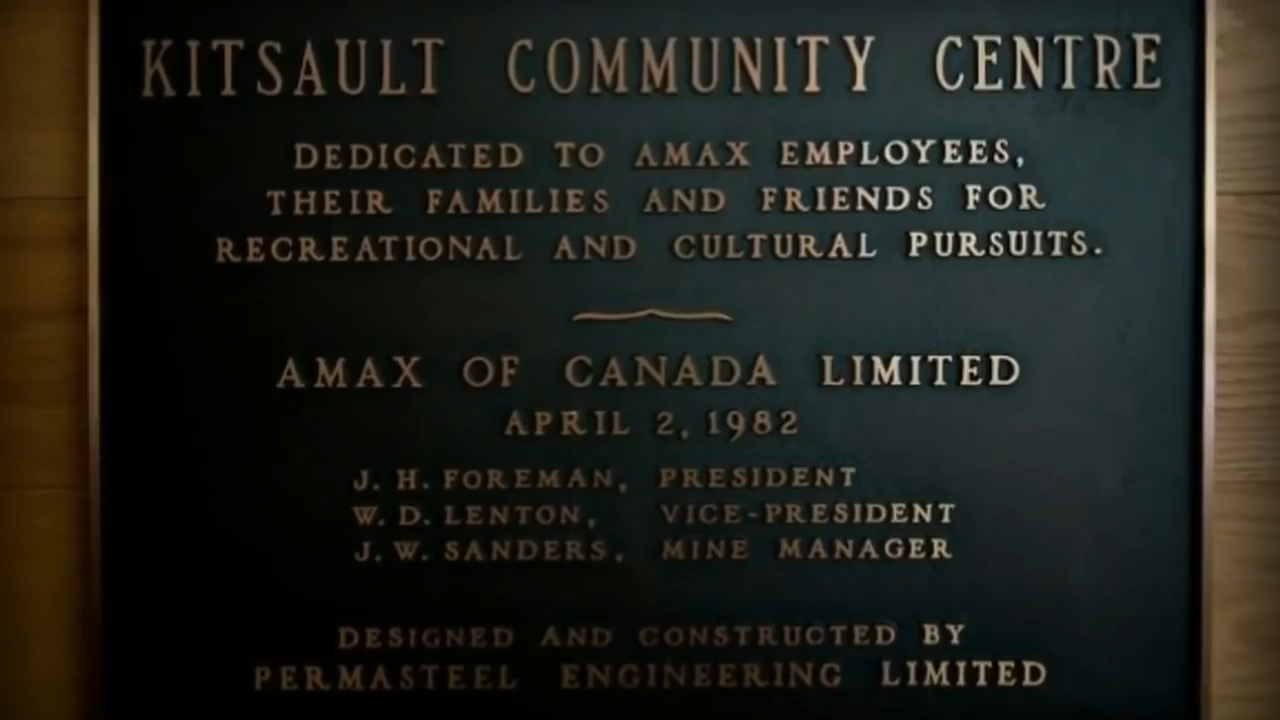 KITSAULT COMMUNITY CENTRE
DEDICATED TO AMAX EMPLOYEES,
THEIR FAMILIES AND FRIENDS FOR
RECREATIONAL AND CULTURAL PURSUITS.
AMAX OF CANADA LIMITED
APRIL 2, 1982
J. H. FOREMAN, PRESIDENT
W. D. LENTON, VICE-PRESIDENT
J. W. SANDERS, MINE MANAGER
DESIGNED AND CONSTRUCTED BY
PERMASTEEL ENGINEERING LIMITED